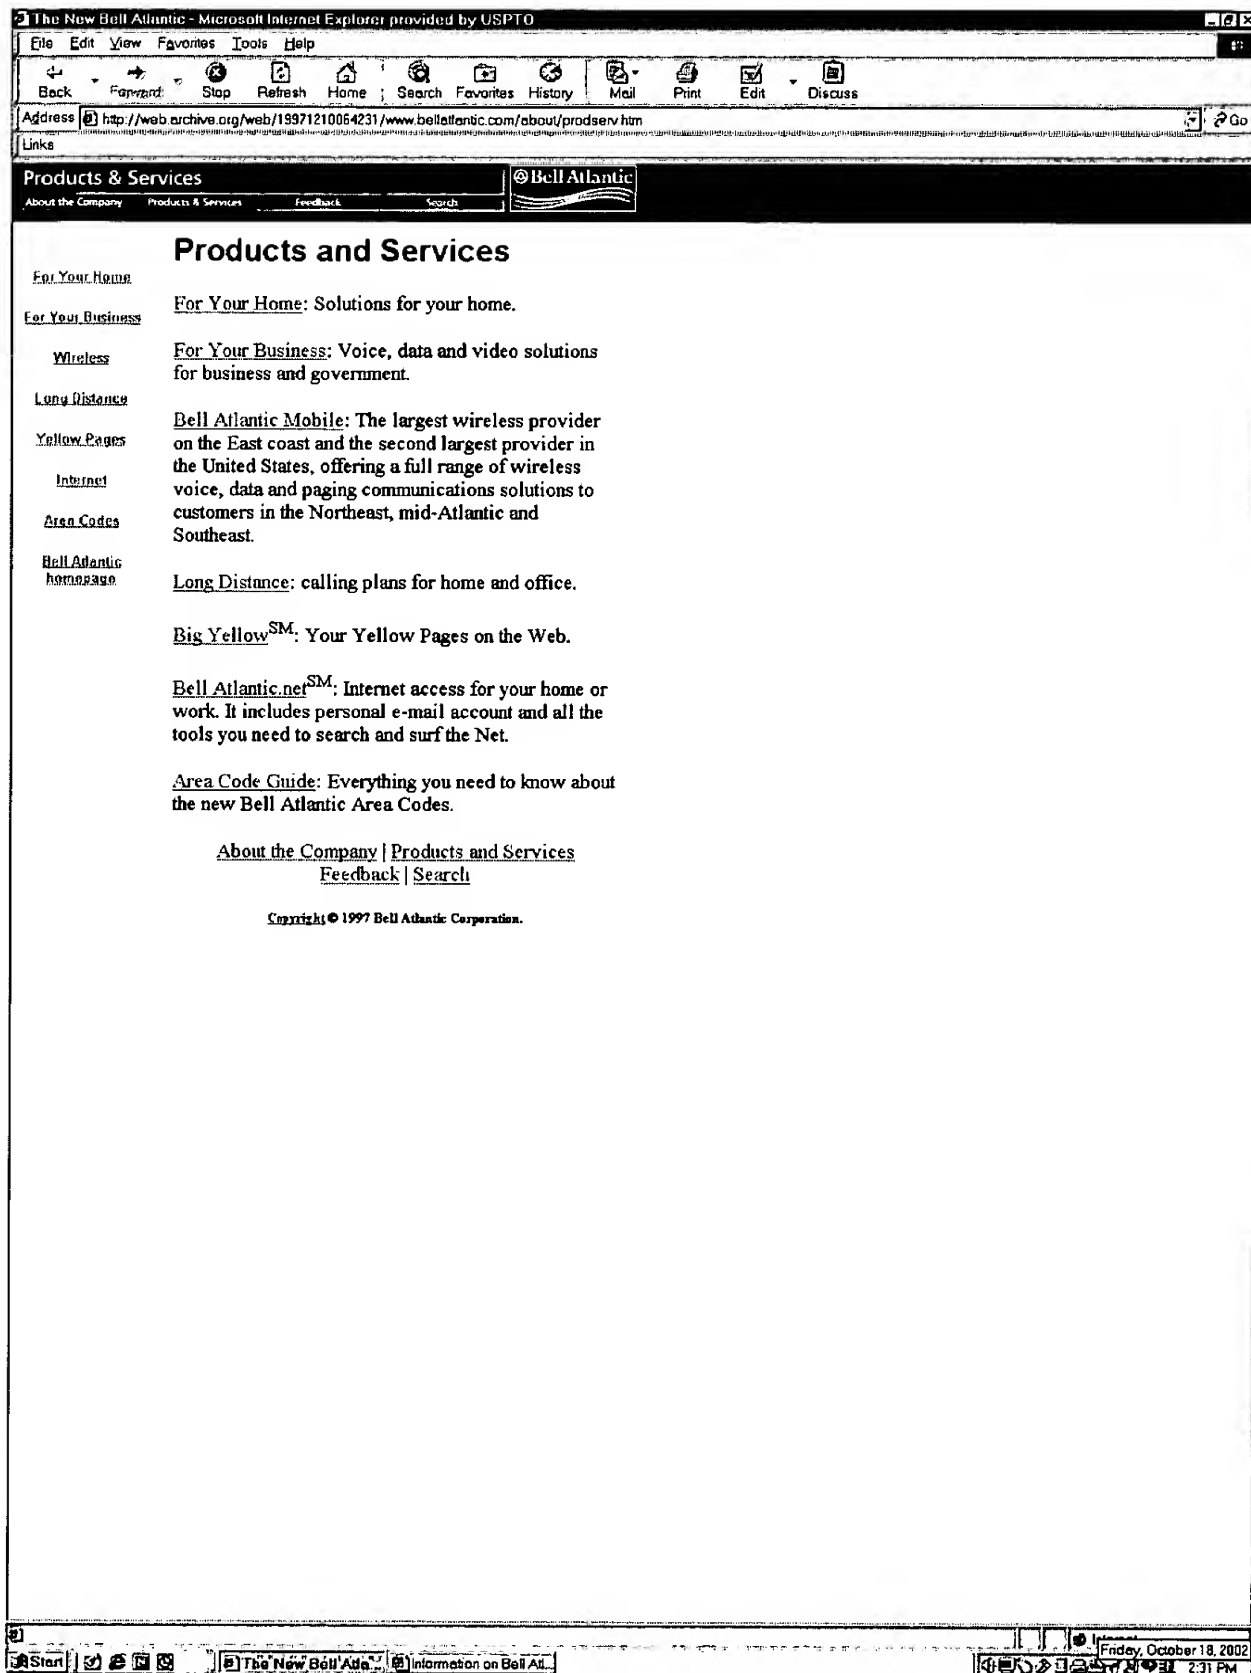 The New Bell Atlantic - Microsoft Internet Explorer provided by USPTO
File Edit View Favorites Tools Help
Back Forward Stop Refresh Home Search Favorites History Mail Print Edit Discuss
Address http://web.archive.org/web/19971210064231/www.bellatlantic.com/about/prodserv.htm Go
Links
Products & Services
Bell Atlantic
About the Company Products & Services Feedback Search
For Your Home
For Your Business
Wireless
Long Distance
Yellow Pages
Internet
Area Codes
Bell Atlantic
homepage
Products and Services
For Your Home: Solutions for your home.
For Your Business: Voice, data and video solutions
for business and government.
Bell Atlantic Mobile: The largest wireless provider
on the East coast and the second largest provider in
the United States, offering a full range of wireless
voice, data and paging communications solutions to
customers in the Northeast, mid-Atlantic and
Southeast.
Long Distance: calling plans for home and office.
Big Yellow SM: Your Yellow Pages on the Web.
Bell Atlantic.net SM: Internet access for your home or
work. It includes personal e-mail account and all the
tools you need to search and surf the Net.
Area Code Guide: Everything you need to know about
the new Bell Atlantic Area Codes.
About the Company | Products and Services
Feedback | Search
Copyright © 1997 Bell Atlantic Corporation.
Friday, October 18, 2002
Start The New Bell Atla... Information on Bell Atl... 2:31 PM